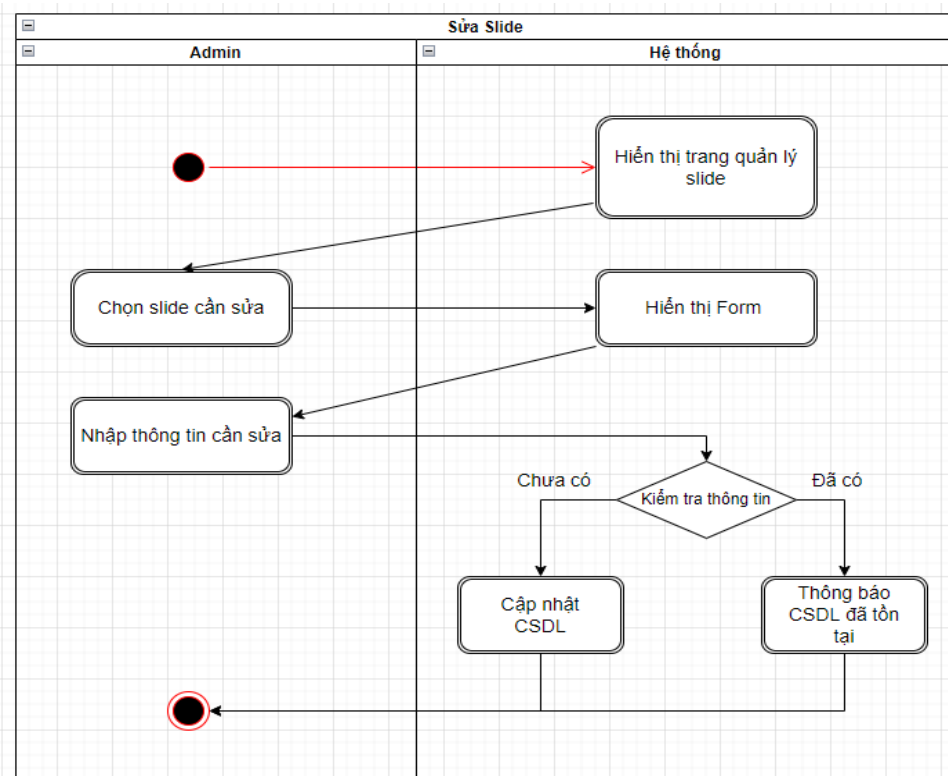 Sửa Slide
Admin
Hệ thống
Hiển thị trang quản lý
slide
Chọn slide cần sửa
Hiển thị Form
Nhập thông tin cần sửa
Chưa có
Kiểm tra thông tin
Đã có
Cập nhật
CSDL
Thông báo
CSDL đã tồn
tại